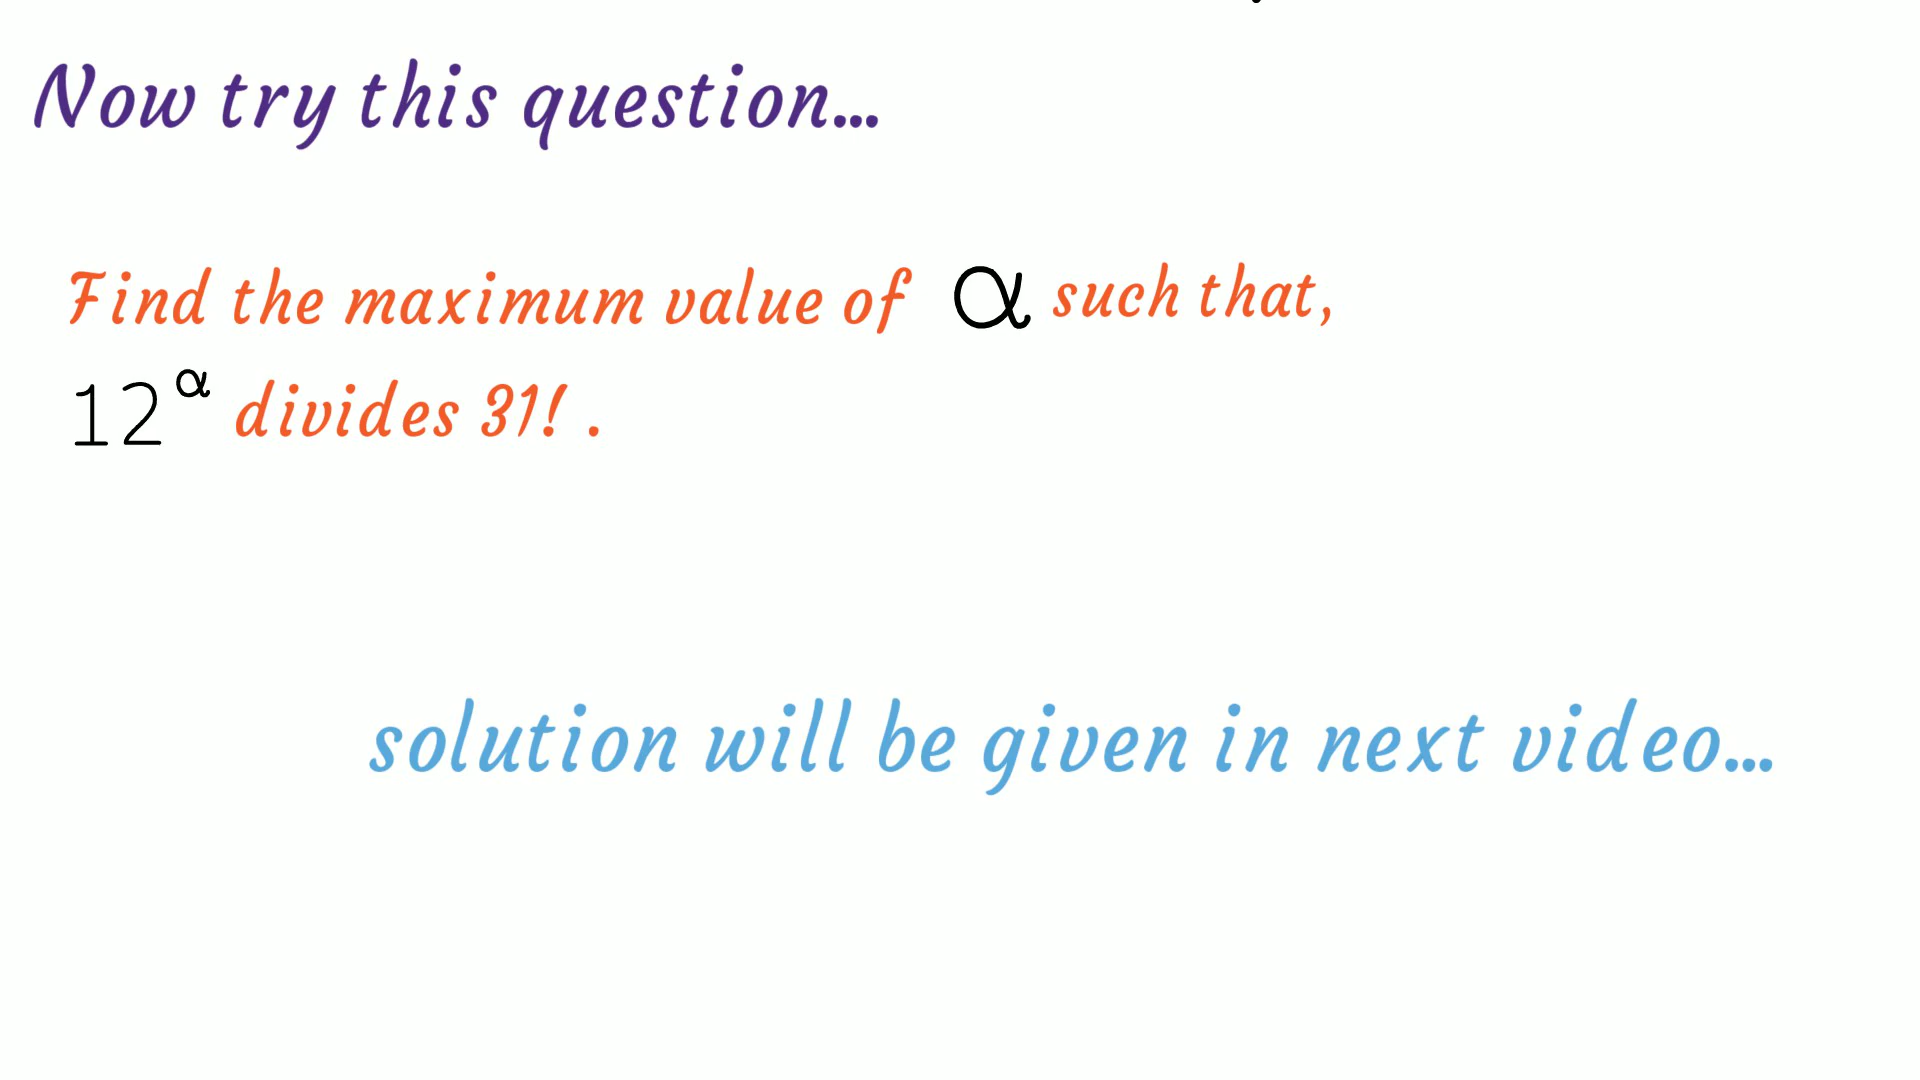 Now try this question...
Find the maximum value of α such that,
12^α divides 31! .
solution will be given in next video...